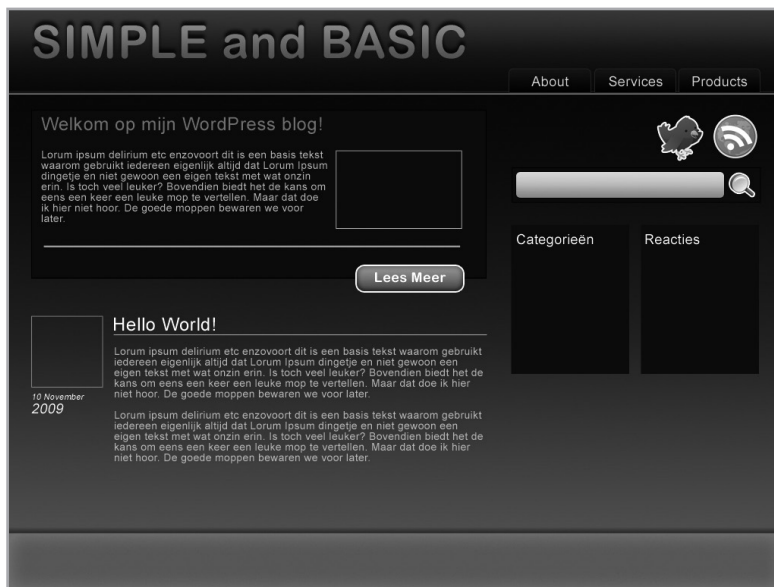 SIMPLE and BASIC
About Services Products
Welkom op mijn WordPress blog!
Lorum ipsum delirium etc enzovoort dit is een basis tekst
waarom gebruikt iedereen eigenlijk altijd dat Lorum Ipsum
dingetje en niet gewoon een eigen tekst met wat onzin
erin. Is toch veel leuker? Bovendien biedt het de kans om
eens een keer een leuke mop te vertellen. Maar dat doe
ik hier niet hoor. De goede moppen bewaren we voor
later.
Lees Meer
Categorieën
Reacties
Hello World!
10 November
2009
Lorum ipsum delirium etc enzovoort dit is een basis tekst waarom gebruikt
iedereen eigenlijk altijd dat Lorum Ipsum dingetje en niet gewoon een
eigen tekst met wat onzin erin. Is toch veel leuker? Bovendien biedt het de
kans om eens een keer een leuke mop te vertellen. Maar dat doe ik hier
niet hoor. De goede moppen bewaren we voor later.
Lorum ipsum delirium etc enzovoort dit is een basis tekst waarom gebruikt
iedereen eigenlijk altijd dat Lorum Ipsum dingetje en niet gewoon een
eigen tekst met wat onzin erin. Is toch veel leuker? Bovendien biedt het de
kans om eens een keer een leuke mop te vertellen. Maar dat doe ik hier
niet hoor. De goede moppen bewaren we voor later.